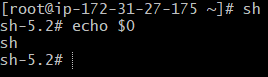 [root@ip-172-31-27-175 ~]# sh
sh-5.2# echo $0
sh
sh-5.2#